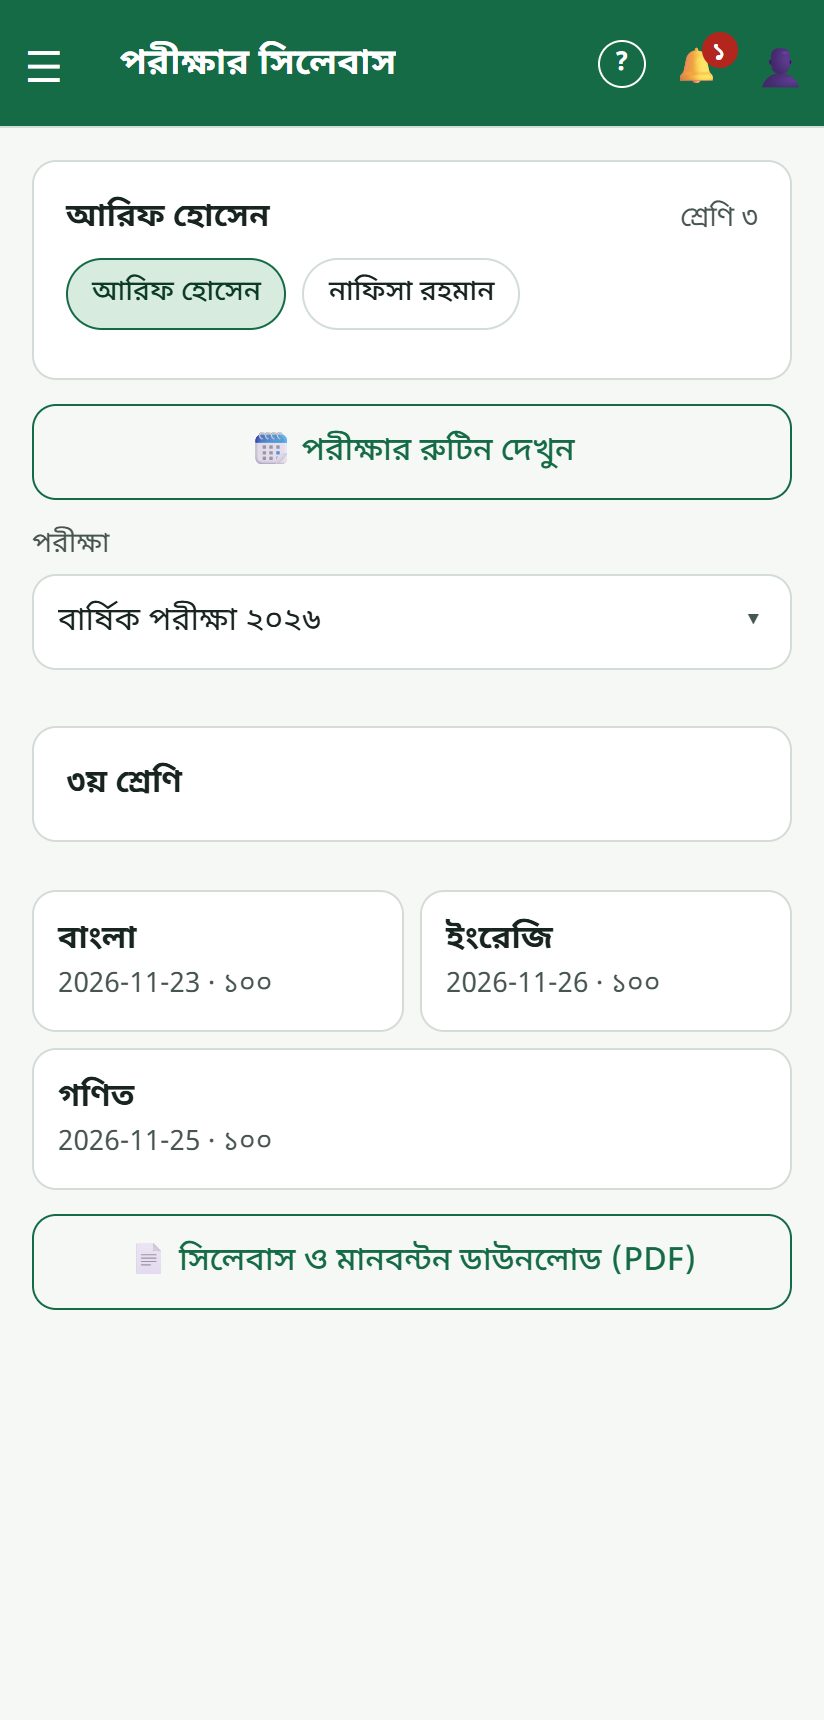 পরীক্ষার সিলেবাস
?
১
আরিফ হোসেন
শ্রেণি ৩
আরিফ হোসেন
নাফিসা রহমান
পরীক্ষার রুটিন দেখুন
পরীক্ষা
বার্ষিক পরীক্ষা ২০২৬
৩য় শ্রেণি
বাংলা
2026-11-23 · ১০০
ইংরেজি
2026-11-26 · ১০০
গণিত
2026-11-25 · ১০০
সিলেবাস ও মানবন্টন ডাউনলোড (PDF)